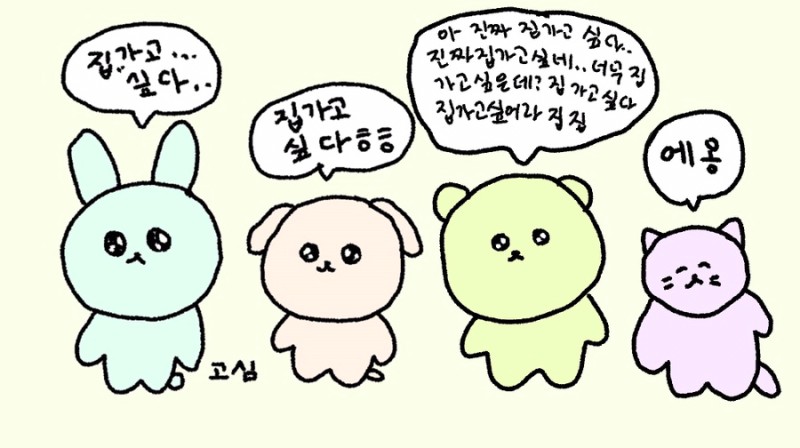 집가고...
싶다..
집가고
싶다ㅎㅎ
아 진짜 집가고 싶다..
진짜집가고싶네..너무 집
가고싶은데? 집 가고싶다
집가고싶어라 집 집
에옹
고심